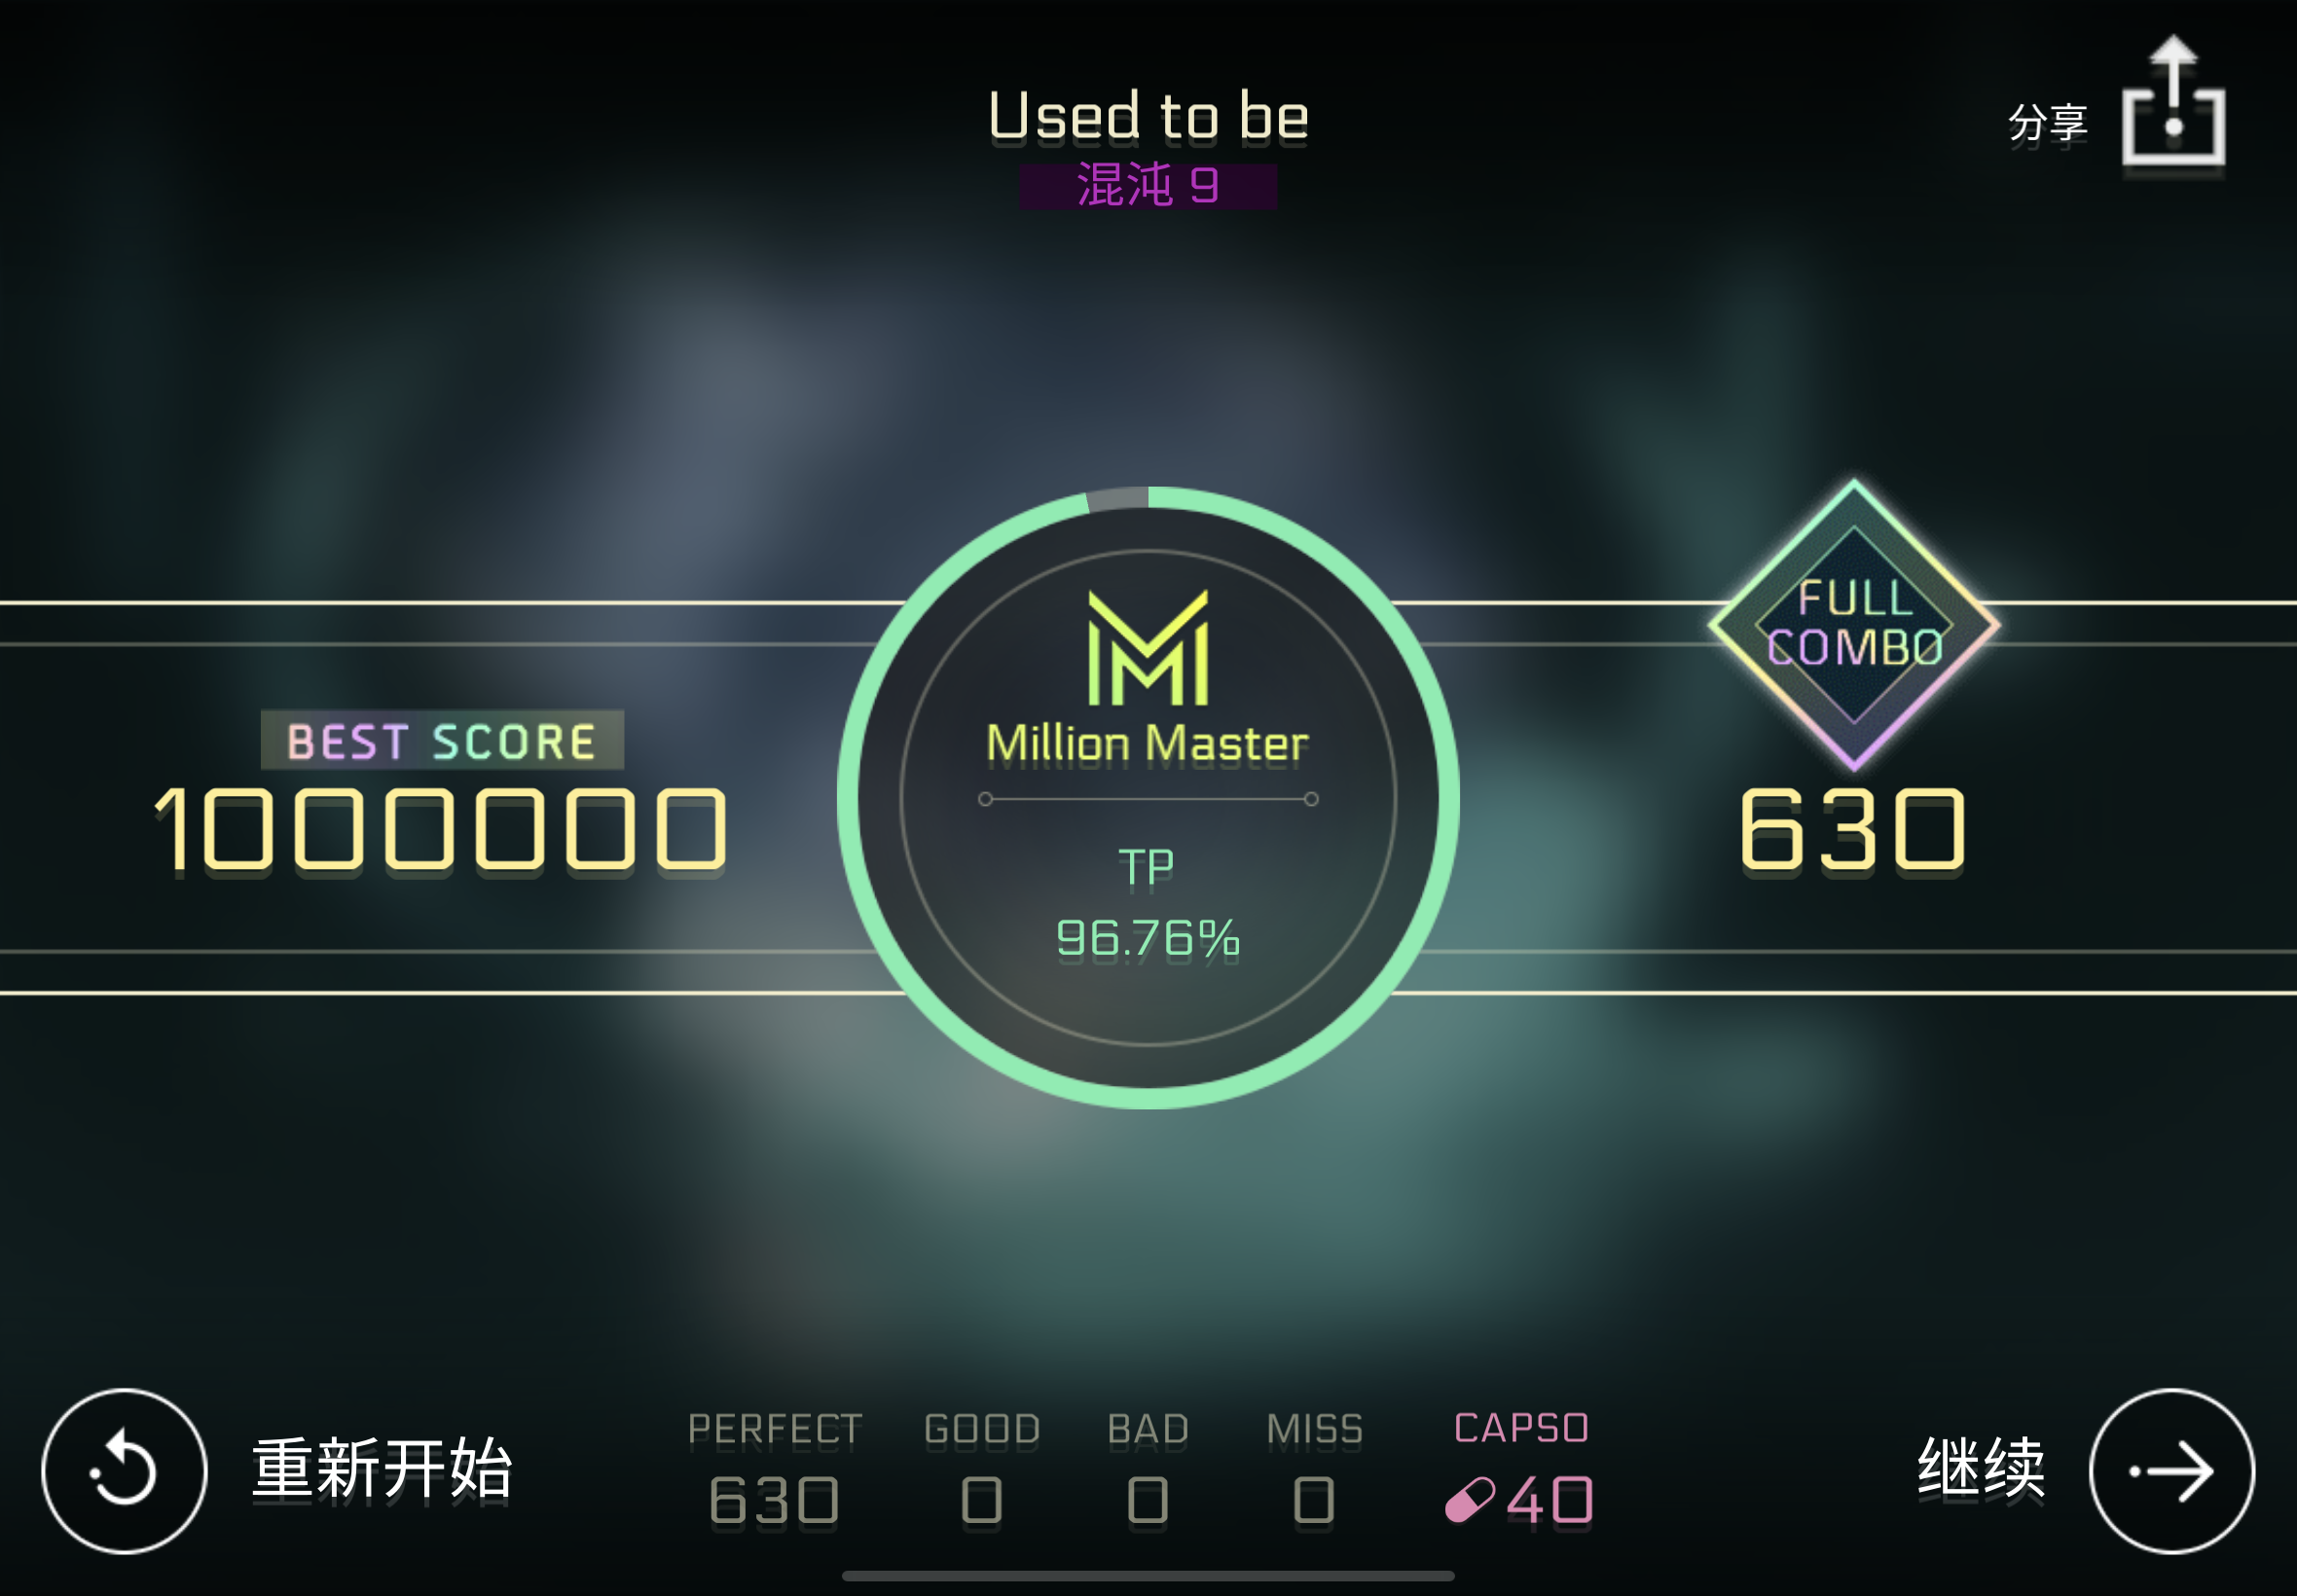 Used to be
混沌 9
分享
FULL
COMBO
BEST SCORE
1000000
Million Master
TP
96.76%
630
重新开始
PERFECT GOOD BAD MISS CAPSO
630 0 0 0 40
继续